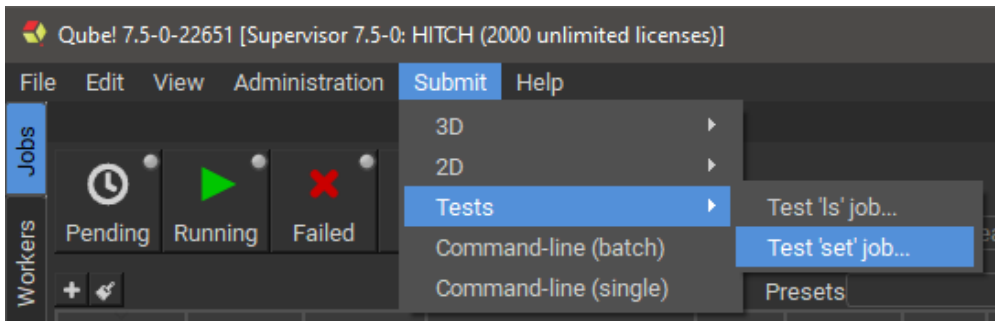 Qube! 7.5-0-22651 [Supervisor 7.5-0: HITCH (2000 unlimited licenses)]
File Edit View Administration Submit Help
Jobs
Workers
Pending Running Failed
3D
2D
Tests
Command-line (batch)
Command-line (single)
Test 'ls' job...
Test 'set' job...
Presets